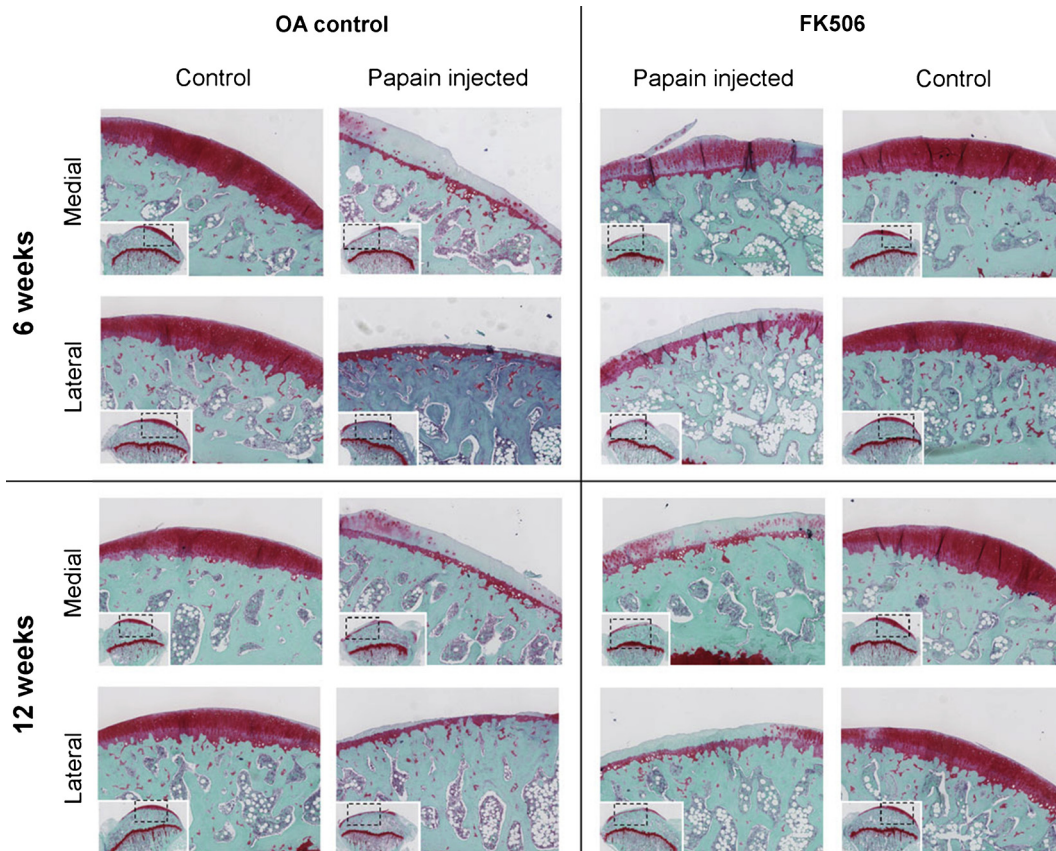 OA control
FK506
Control
Papain injected
Papain injected
Control
6 weeks
Medial
Lateral
12 weeks
Medial
Lateral